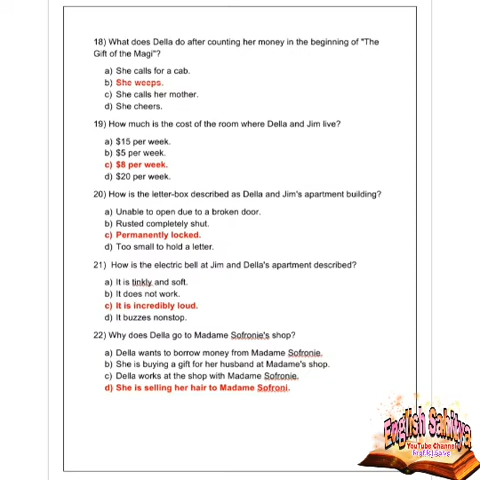 18) What does Della do after counting her money in the beginning of "The
Gift of the Magi"?
a) She calls for a cab.
b) She weeps.
c) She calls her mother.
d) She cheers.
19) How much is the cost of the room where Della and Jim live?
a) $15 per week.
b) $5 per week.
c) $8 per week.
d) $20 per week.
20) How is the letter-box described as Della and Jim's apartment building?
a) Unable to open due to a broken door.
b) Rusted completely shut.
c) Permanently locked.
d) Too small to hold a letter.
21) How is the electric bell at Jim and Della's apartment described?
a) It is tinkly and soft.
b) It does not work.
c) It is incredibly loud.
d) It buzzes nonstop.
22) Why does Della go to Madame Sofronie's shop?
a) Della wants to borrow money from Madame Sofronie.
b) She is buying a gift for her husband at Madame's shop.
c) Della works at the shop with Madame Sofronie.
d) She is selling her hair to Madame Sofroni.
English Sahitya
YouTube Channel